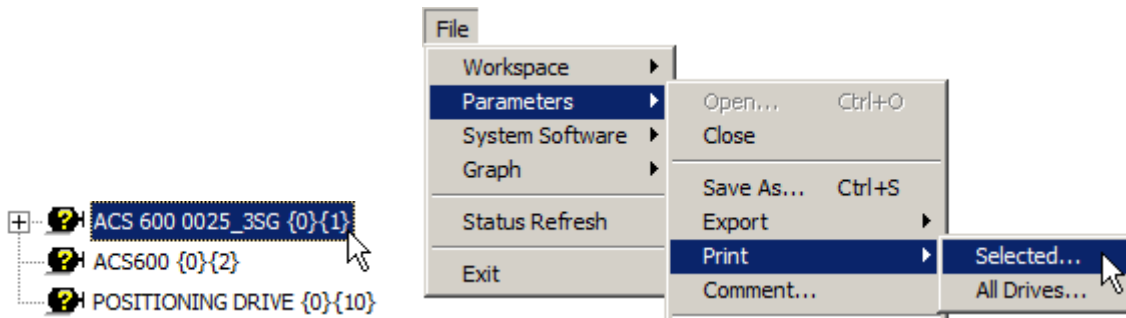 ACS 600 0025_3SG {0}{1}
ACS600 {0}{2}
POSITIONING DRIVE {0}{10}
File
Workspace
Parameters
System Software
Graph
Status Refresh
Exit
Open... Ctrl+O
Close
Save As... Ctrl+S
Export
Print
Comment...
Selected...
All Drives...